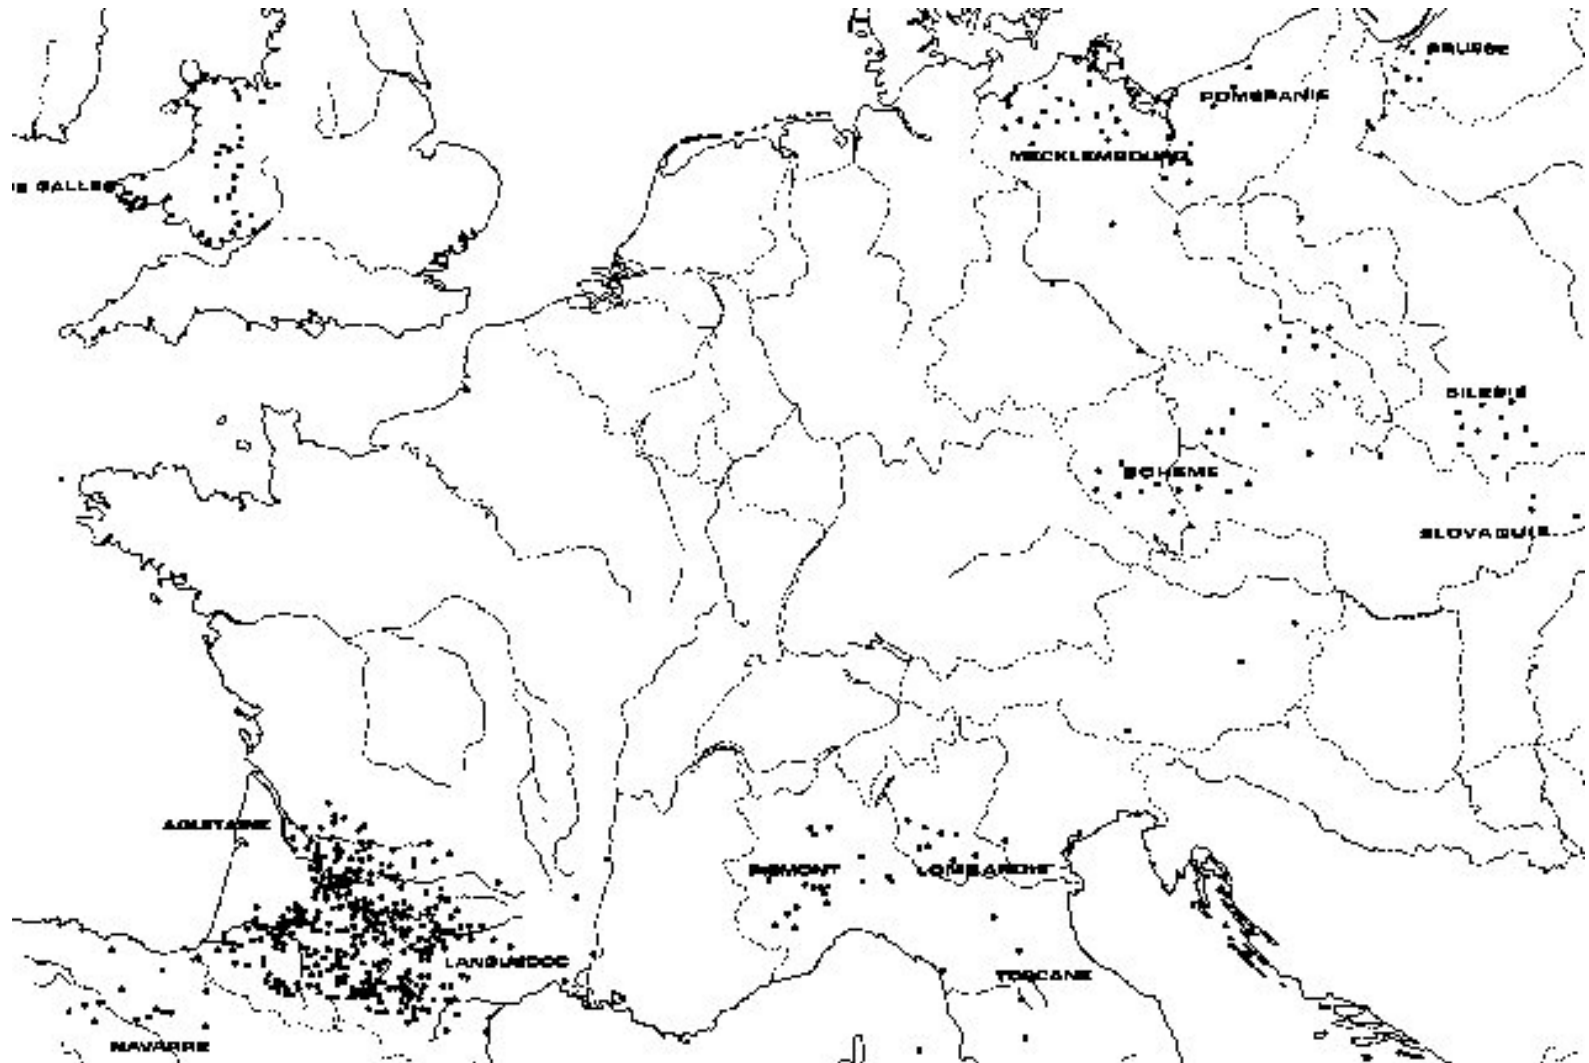 PRUSSE
POMERANIE
MECKLEMBOURG
GALLES
SILESIE
BOHEME
SLOVAQUIE
AQUITAINE
PIEMONT
LOMBARDIE
LANGUEDOC
TOSCANE
NAVARRE